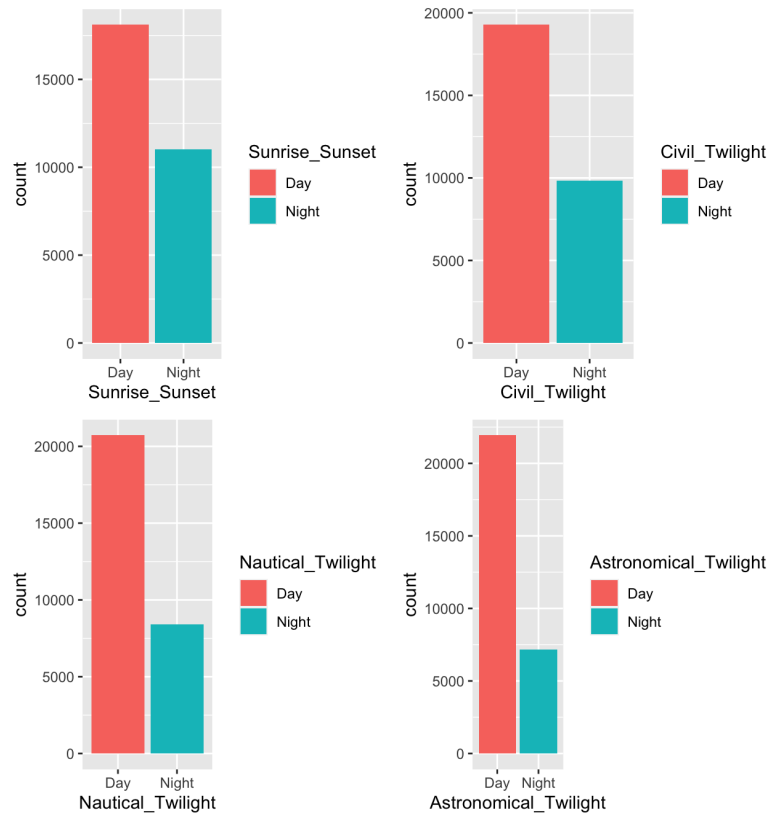 count
15000
10000
5000
0
Day Night
Sunrise_Sunset
Sunrise_Sunset
Day
Night
count
20000
15000
10000
5000
0
Day Night
Civil_Twilight
Civil_Twilight
Day
Night
count
20000
15000
10000
5000
0
Day Night
Nautical_Twilight
Nautical_Twilight
Day
Night
count
20000
15000
10000
5000
0
Day Night
Astronomical_Twilight
Astronomical_Twilight
Day
Night